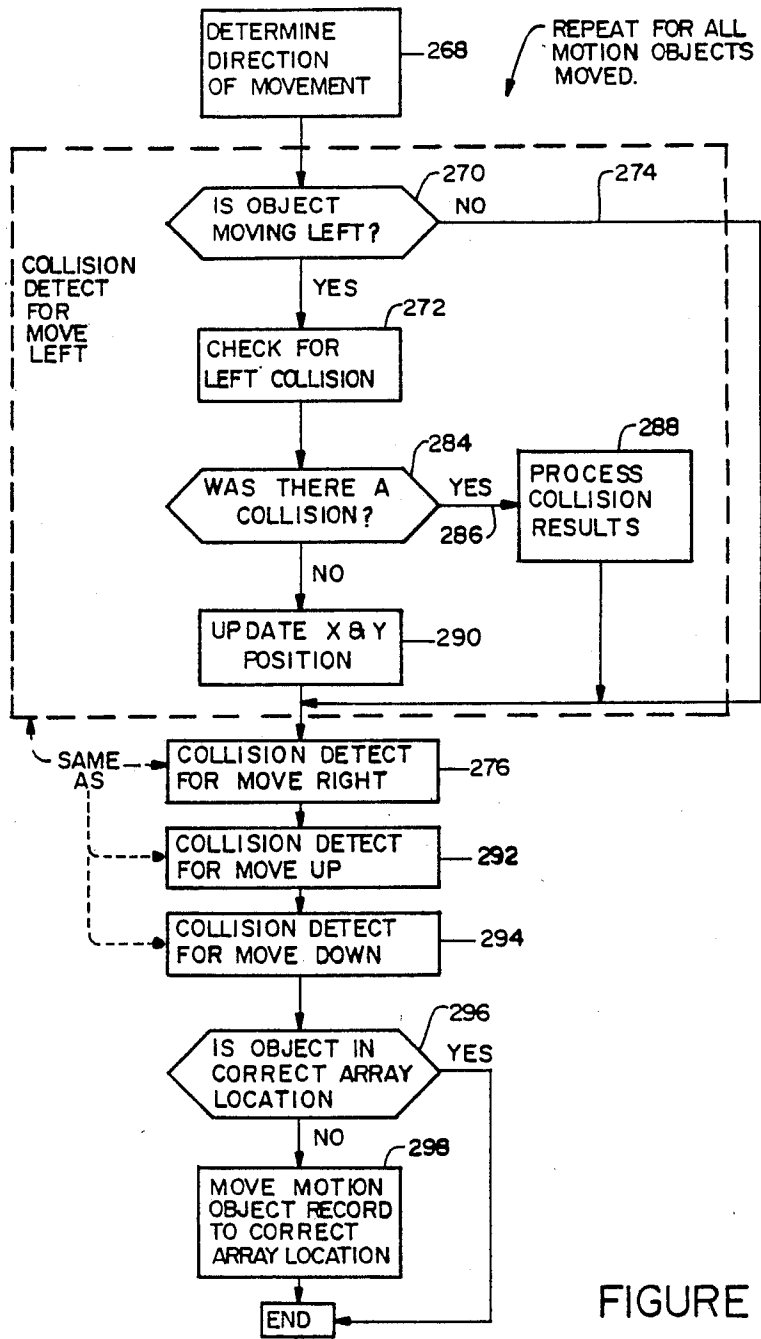 DETERMINE
DIRECTION
OF MOVEMENT
268
REPEAT FOR ALL
MOTION OBJECTS
MOVED.
270
274
IS OBJECT
MOVING LEFT?
NO
COLLISION
DETECT
FOR
MOVE
LEFT
YES
272
CHECK FOR
LEFT COLLISION
284
288
WAS THERE A
COLLISION?
YES
286
PROCESS
COLLISION
RESULTS
NO
UPDATE X & Y
POSITION
290
SAME
AS
COLLISION DETECT
FOR MOVE RIGHT
276
COLLISION DETECT
FOR MOVE UP
292
COLLISION DETECT
FOR MOVE DOWN
294
296
IS OBJECT IN
CORRECT ARRAY
LOCATION
YES
NO
298
MOVE MOTION
OBJECT RECORD
TO CORRECT
ARRAY LOCATION
END
FIGURE